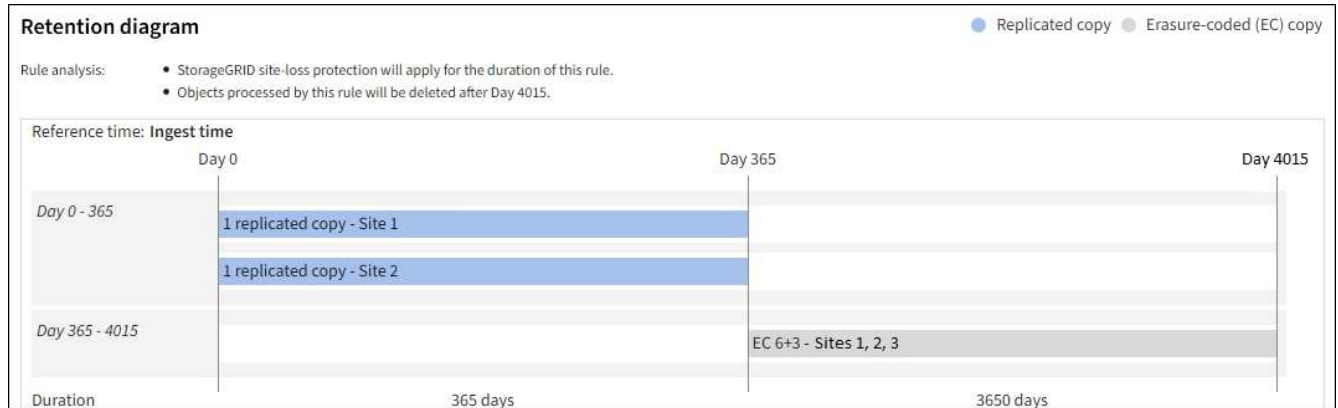 Retention diagram
Replicated copy Erasure-coded (EC) copy
Rule analysis:
• StorageGRID site-loss protection will apply for the duration of this rule.
• Objects processed by this rule will be deleted after Day 4015.
Reference time: Ingest time
Day 0 Day 365 Day 4015
Day 0 - 365
1 replicated copy - Site 1
1 replicated copy - Site 2
Day 365 - 4015
EC 6+3 - Sites 1, 2, 3
Duration 365 days 3650 days